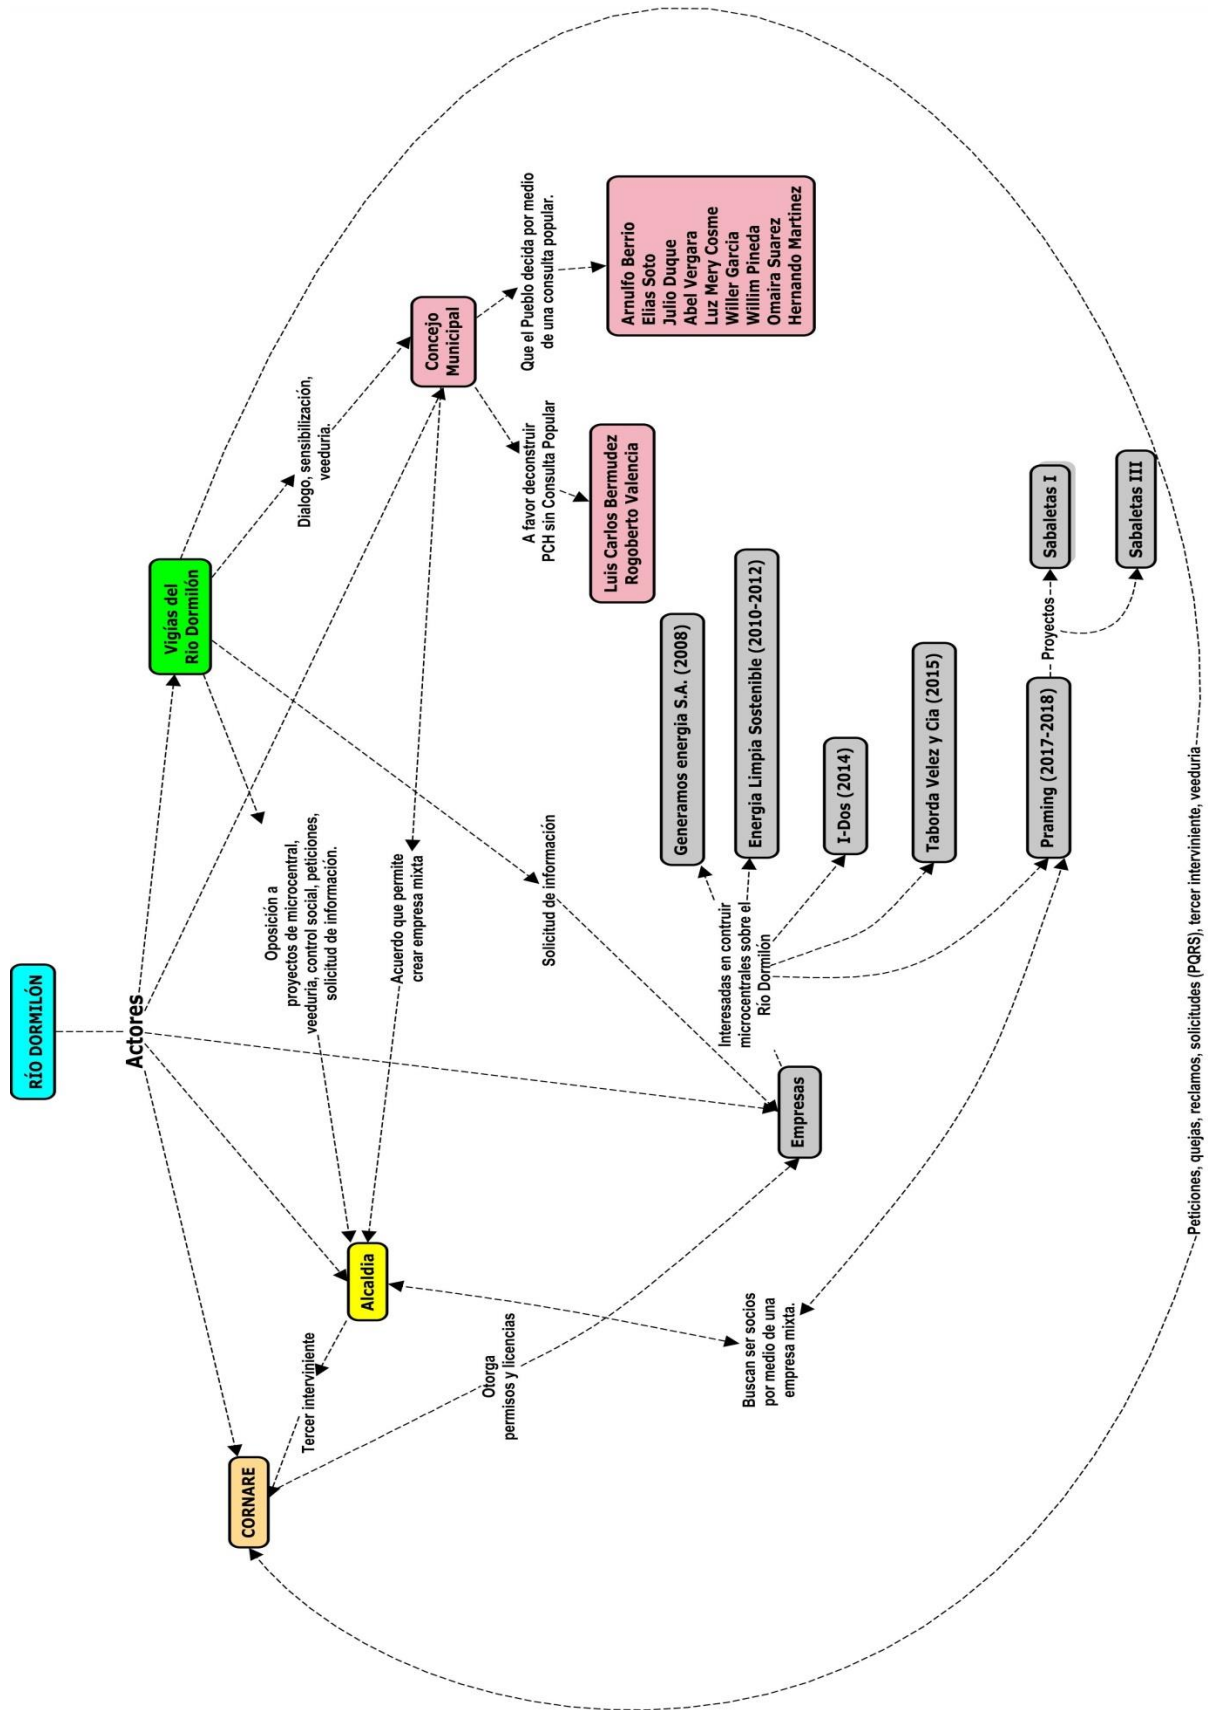 RÍO DORMILÓN
Actores
Vigías del
Rio Dormilón
CORNARE
Tercer interviniente
Alcaldia
Oposición a
proyectos de microcentral,
veeduría, control social, peticiones,
solicitud de información.
Dialogo, sensibilización,
veeduria.
Acuerdo que permite
crear empresa mixta
Concejo
Municipal
Otorga
permisos y licencias
Solicitud de información
A favor deconstruir
PCH sin Consulta Popular
Que el Pueblo decida por medio
de una consulta popular.
Luis Carlos Bermudez
Rogoberto Valencia
Arnulfo Berrio
Elias Soto
Julio Duque
Abel Vergara
Luz Mery Cosme
Willer Garcia
Willim Pineda
Omaira Suarez
Hernando Martinez
Buscan ser socios
por medio de una
empresa mixta.
Empresas
Interesadas en contruir
microcentrales sobre el
Río Dormilón
Generamos energia S.A. (2008)
Energia Limpia Sostenible (2010-2012)
I-Dos (2014)
Taborda Velez y Cia (2015)
Praming (2017-2018)
Proyectos
Sabaletas I
Sabaletas III
Peticiones, quejas, reclamos, solicitudes (PQRS), tercer interviniente, veeduria